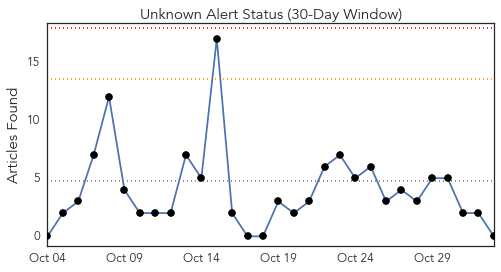 Unknown Alert Status (30-Day Window)
Articles Found
15
10
5
0
Oct 04 Oct 09 Oct 14 Oct 19 Oct 24 Oct 29